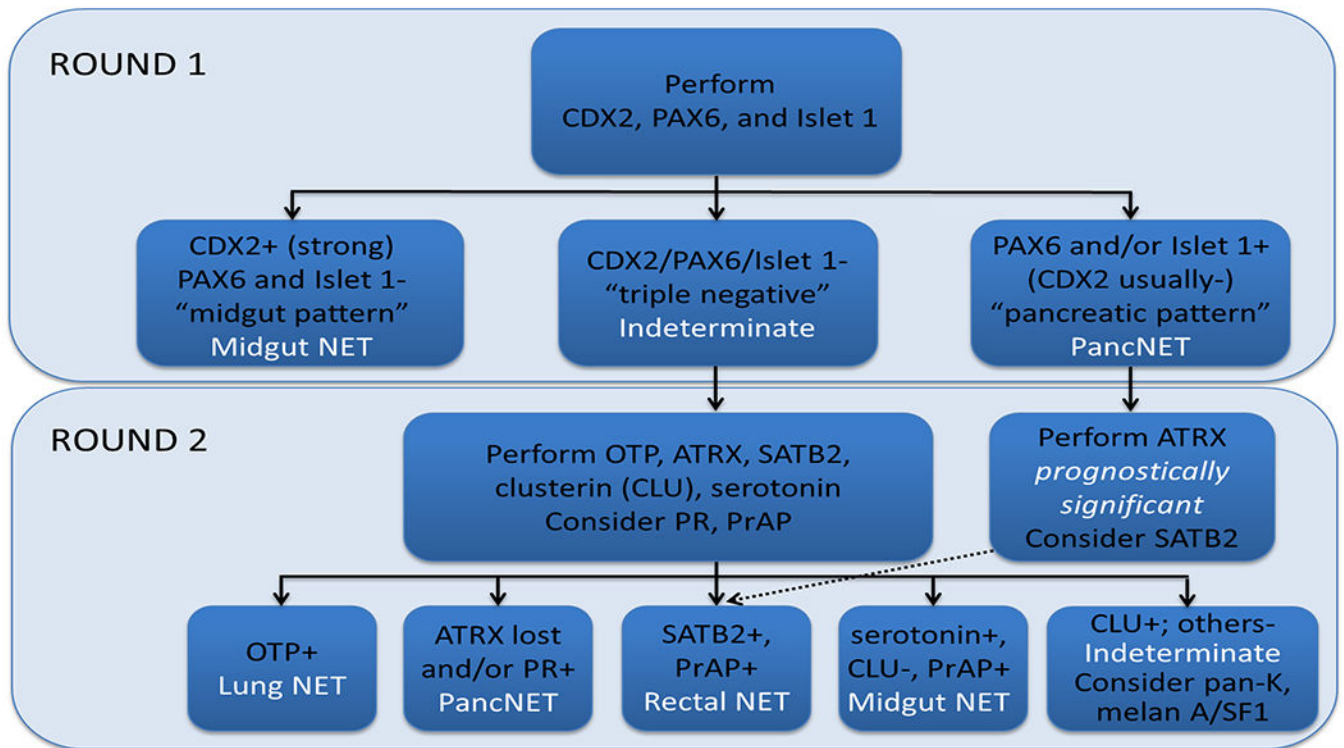 ROUND 1
Perform
CDX2, PAX6, and Islet 1
CDX2+ (strong)
PAX6 and Islet 1-
“midgut pattern”
Midgut NET
CDX2/PAX6/Islet 1-
“triple negative”
Indeterminate
PAX6 and/or Islet 1+
(CDX2 usually-)
“pancreatic pattern”
PancNET
ROUND 2
Perform OTP, ATRX, SATB2,
clusterin (CLU), serotonin
Consider PR, PrAP
Perform ATRX
prognostically
significant
Consider SATB2
OTP+
Lung NET
ATRX lost
and/or PR+
PancNET
SATB2+,
PrAP+
Rectal NET
serotonin+,
CLU-, PrAP+
Midgut NET
CLU+; others-
Indeterminate
Consider pan-K,
melan A/SF1